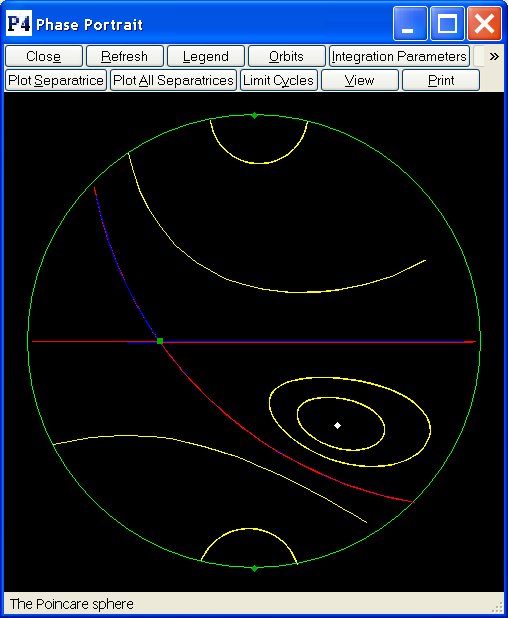 P4 Phase Portrait
Close Refresh Legend Orbits Integration Parameters »
Plot Separatrice Plot All Separatrices Limit Cycles View Print
The Poincare sphere